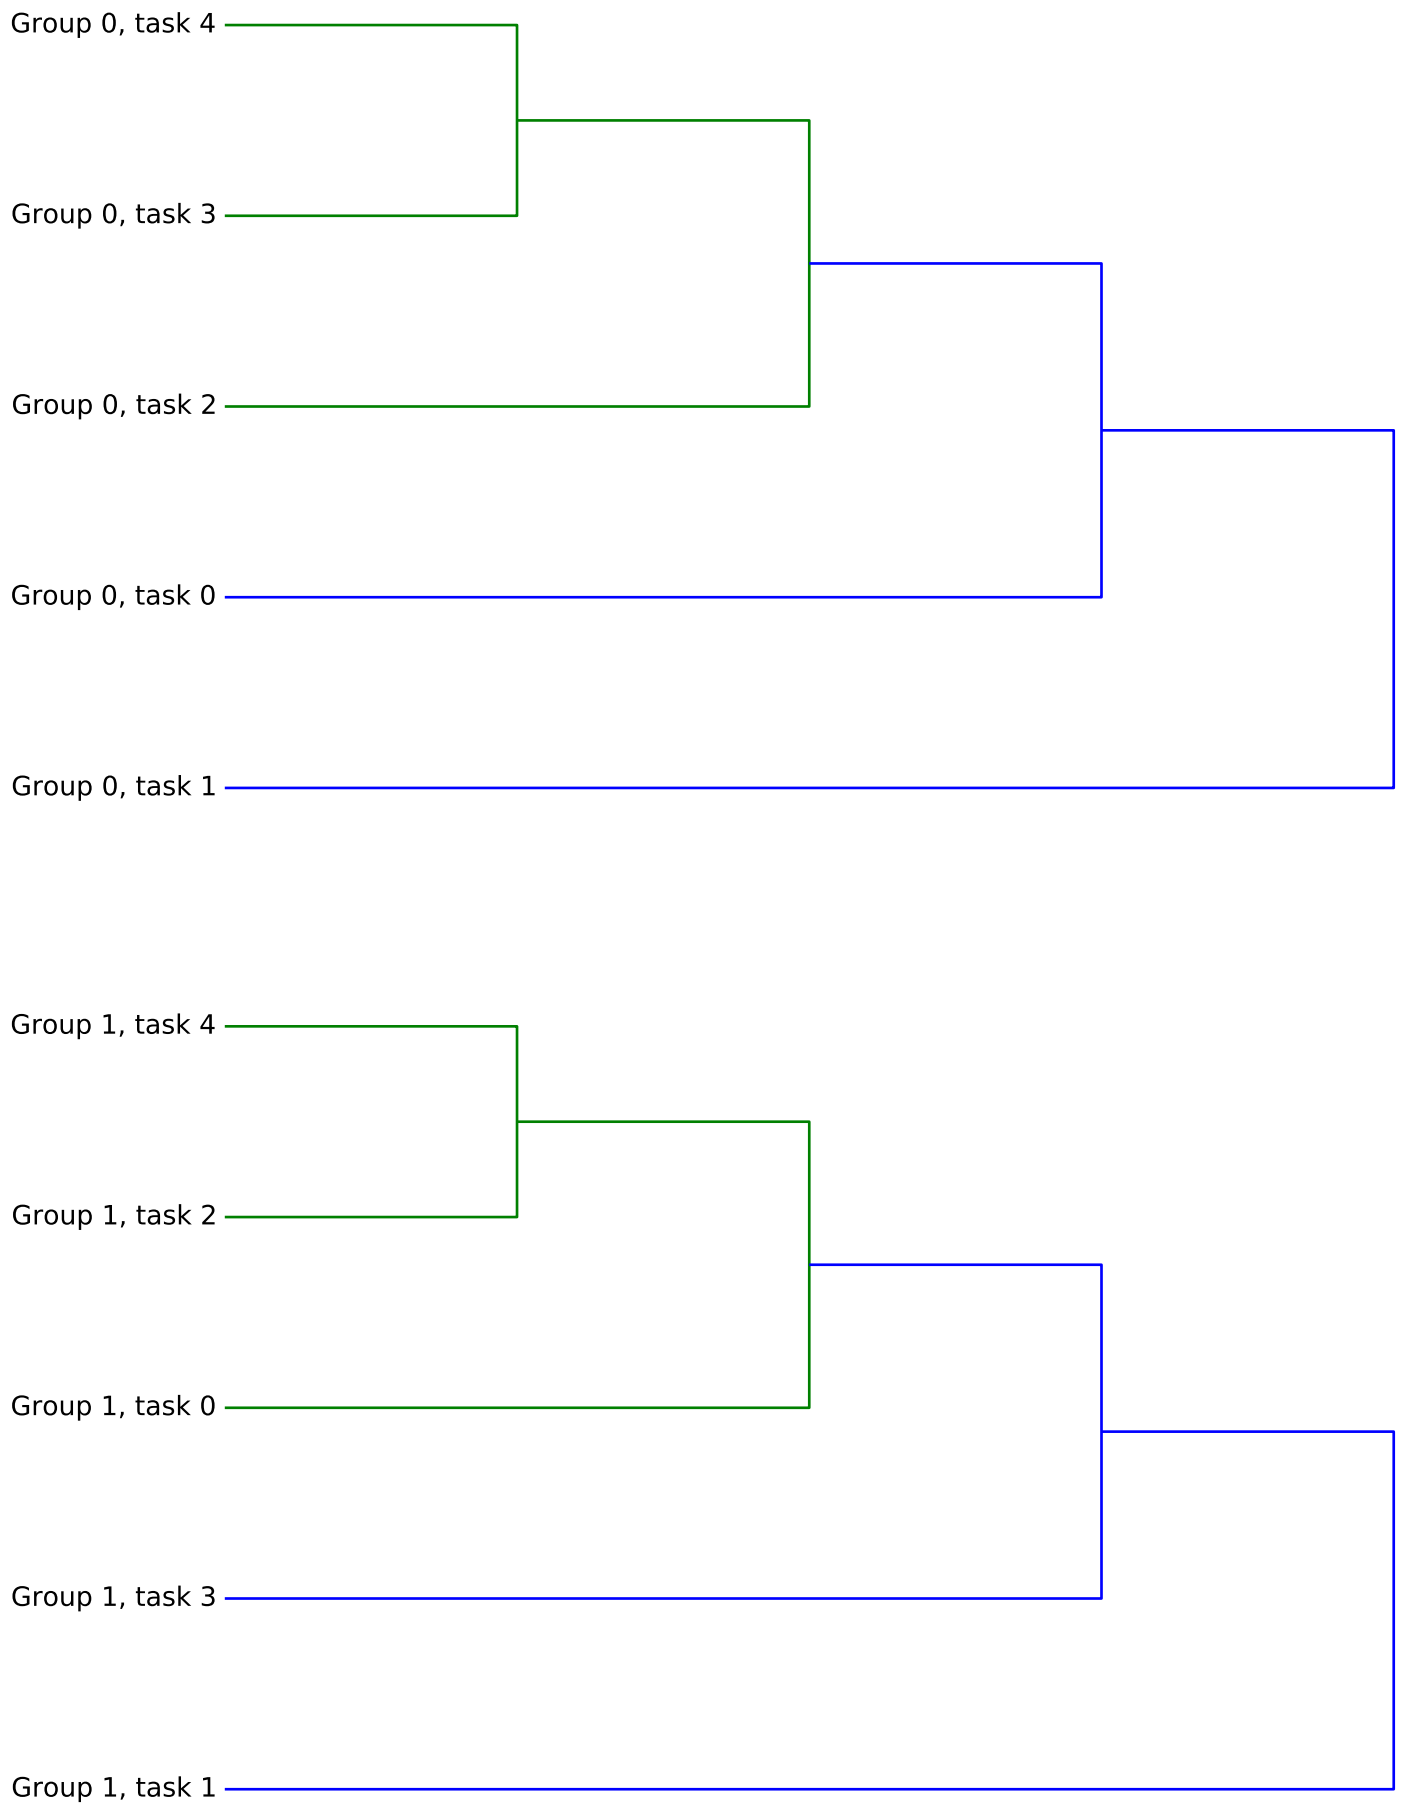 Group 0, task 4
Group 0, task 3
Group 0, task 2
Group 0, task 0
Group 0, task 1
Group 1, task 4
Group 1, task 2
Group 1, task 0
Group 1, task 3
Group 1, task 1